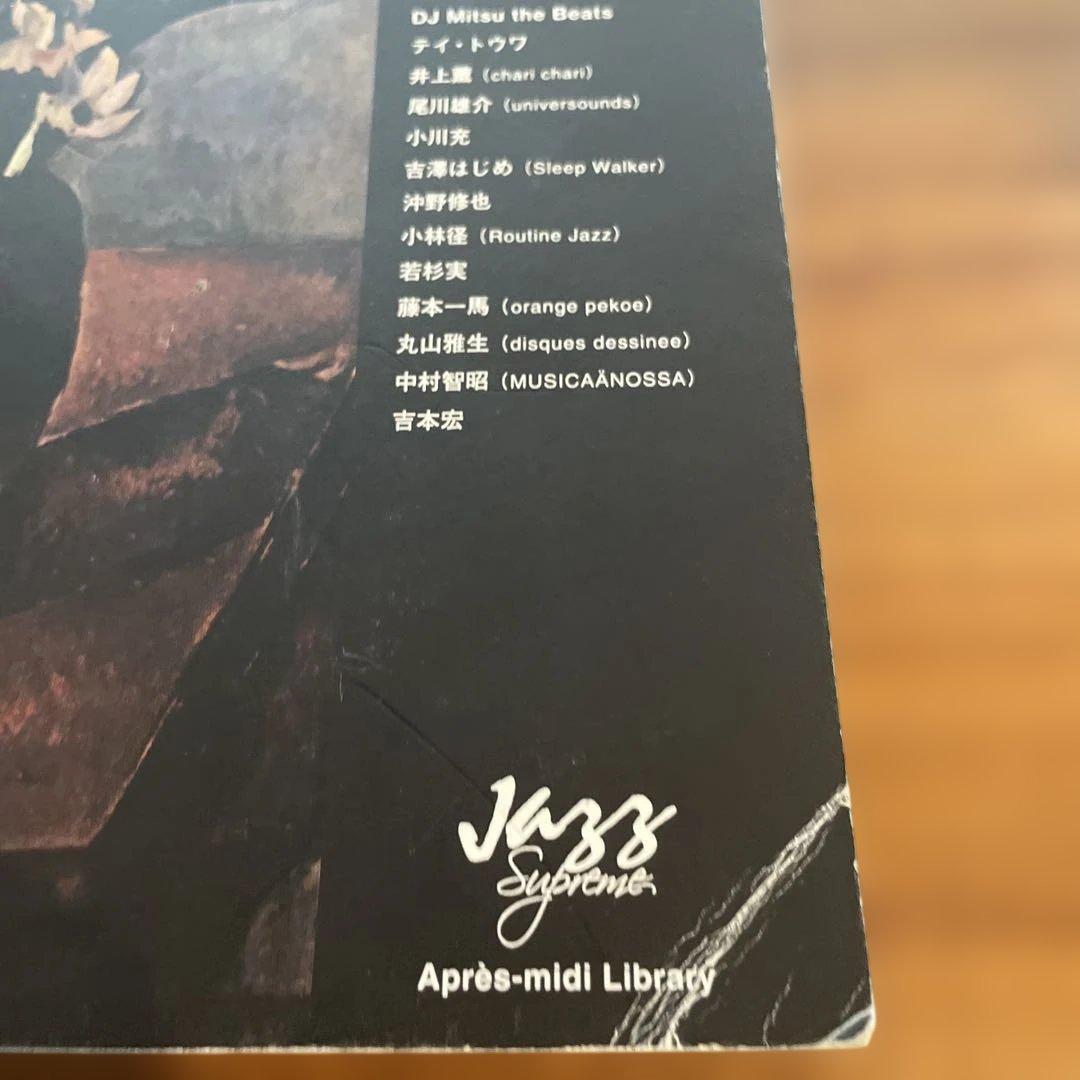 DJ Mitsu the Beats
テイ・トウワ
井上薫（chari chari）
尾川雄介（universounds）
小川充
吉澤はじめ（Sleep Walker）
沖野修也
小林径（Routine Jazz）
若杉実
藤本一馬（orange pekoe）
丸山雅生（disques dessinee）
中村智昭（MUSICAÄNOSSA）
吉本宏
Jazz
Supreme
Après-midi Library